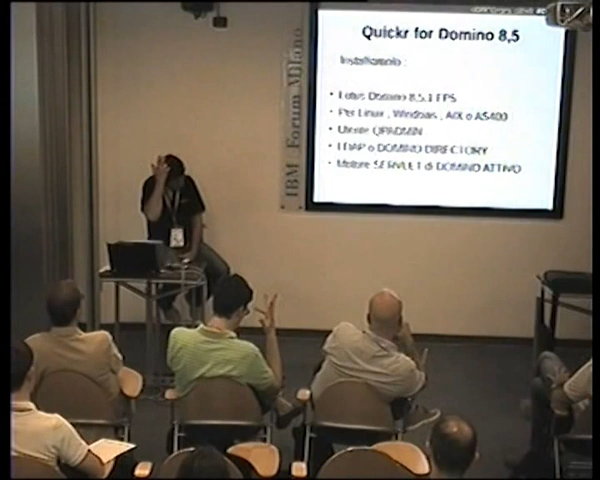 Quickr for Domino 8,5
Installiamolo :
• Lotus Domino 8.5.1 FP5
• Per Linux , Windows , AIX o AS400
• Utente QPADMIN
• LDAP o DOMINO DIRECTORY
• Motore SERVLET di DOMINO ATTIVO
IBM Forum Milano